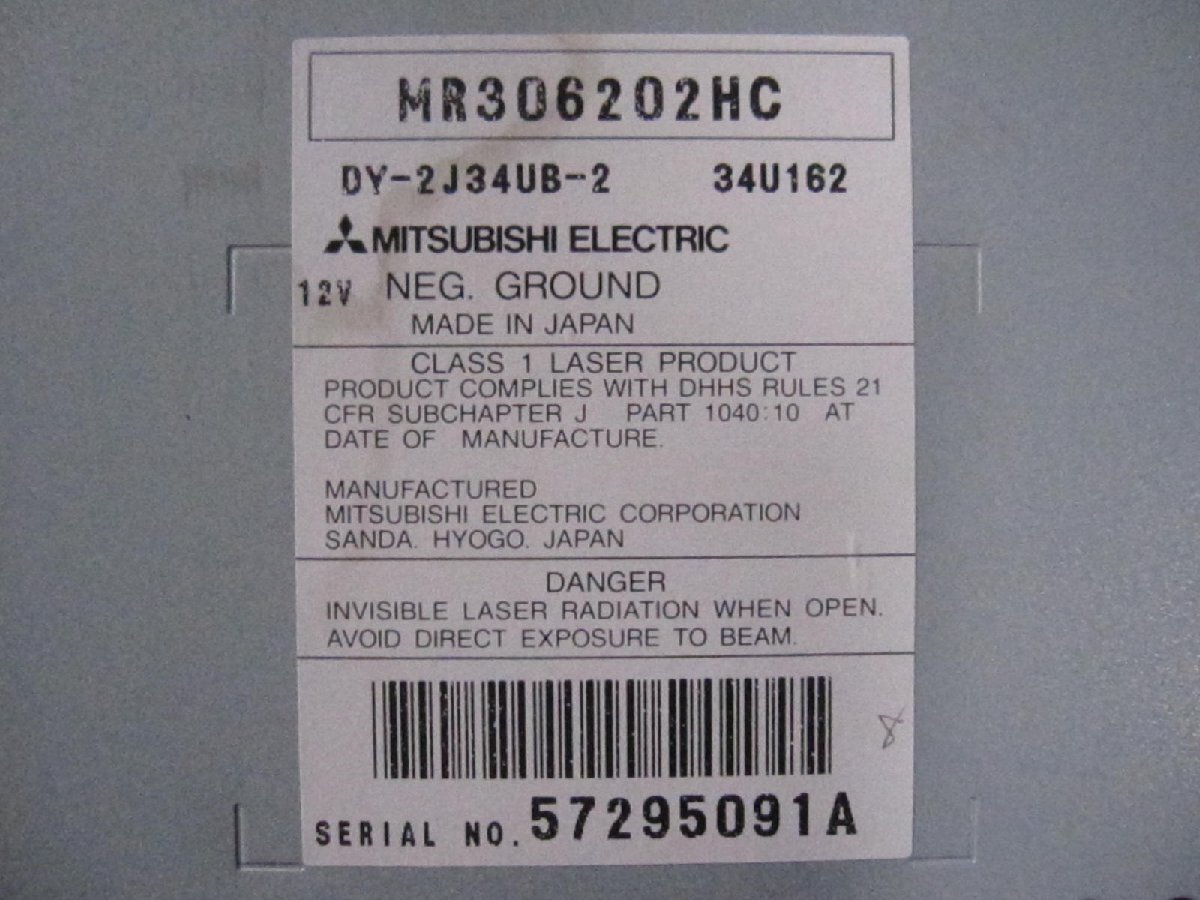 MR306202HC
DY-2J34UB-2 34U162
MITSUBISHI ELECTRIC
12V NEG. GROUND
MADE IN JAPAN
CLASS 1 LASER PRODUCT
PRODUCT COMPLIES WITH DHHS RULES 21
CFR SUBCHAPTER J PART 1040:10 AT
DATE OF MANUFACTURE.
MANUFACTURED
MITSUBISHI ELECTRIC CORPORATION
SANDA. HYOGO. JAPAN
DANGER
INVISIBLE LASER RADIATION WHEN OPEN.
AVOID DIRECT EXPOSURE TO BEAM.
8
SERIAL NO. 57295091A